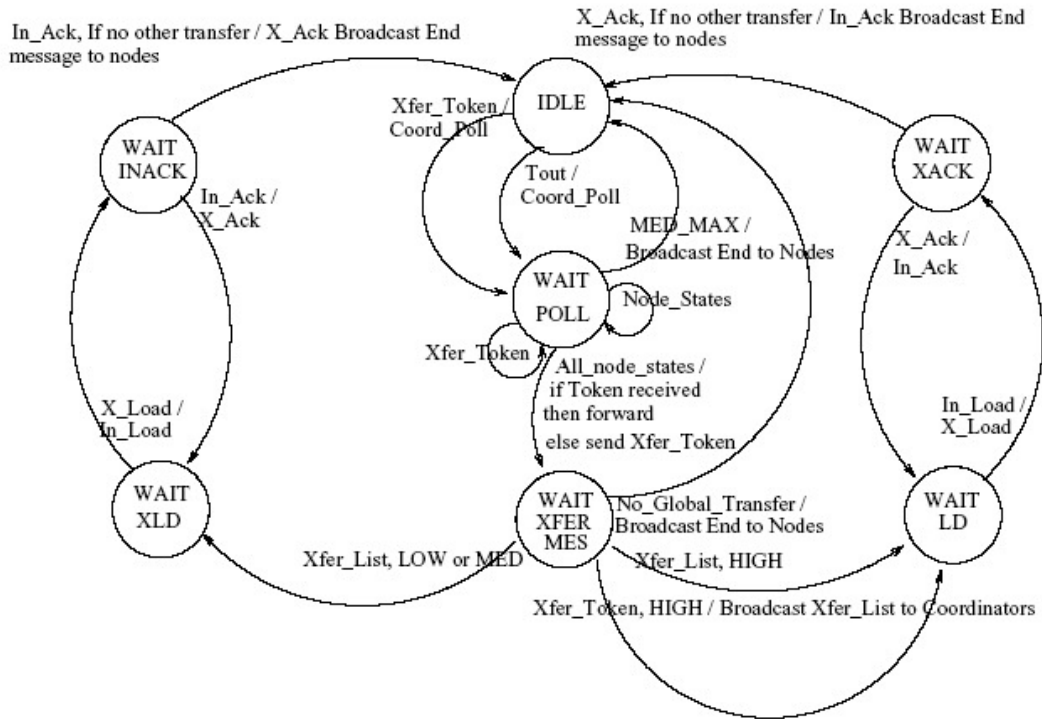 In_Ack, If no other transfer / X_Ack Broadcast End
message to nodes
X_Ack, If no other transfer / In_Ack Broadcast End
message to nodes
IDLE
Xfer_Token /
Coord_Poll
WAIT
INACK
WAIT
XACK
Tout /
Coord_Poll
In_Ack /
X_Ack
MED_MAX /
Broadcast End to Nodes
X_Ack /
In_Ack
WAIT
POLL
Node_States
Xfer_Token
All_node_states /
if Token received
then forward
else send Xfer_Token
X_Load /
In_Load
In_Load /
X_Load
WAIT
XLD
WAIT
XFER
MES
No_Global_Transfer /
Broadcast End to Nodes
WAIT
LD
Xfer_List, LOW or MED
Xfer_List, HIGH
Xfer_Token, HIGH / Broadcast Xfer_List to Coordinators